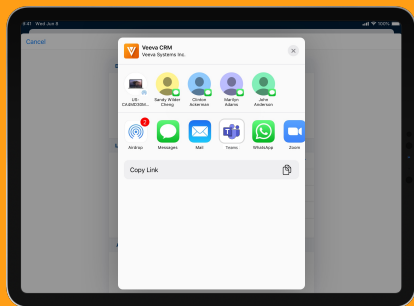 9:41 Wed Jun 8
100%
Cancel
Veeva CRM
Veeva Systems Inc.
Sandy Wilder
Cheng
Clinton
Ackerman
Marilyn
Adams
John
Anderson
2
Airdrop
Messages
Mail
Teams
WhatsApp
Zoom
Copy Link